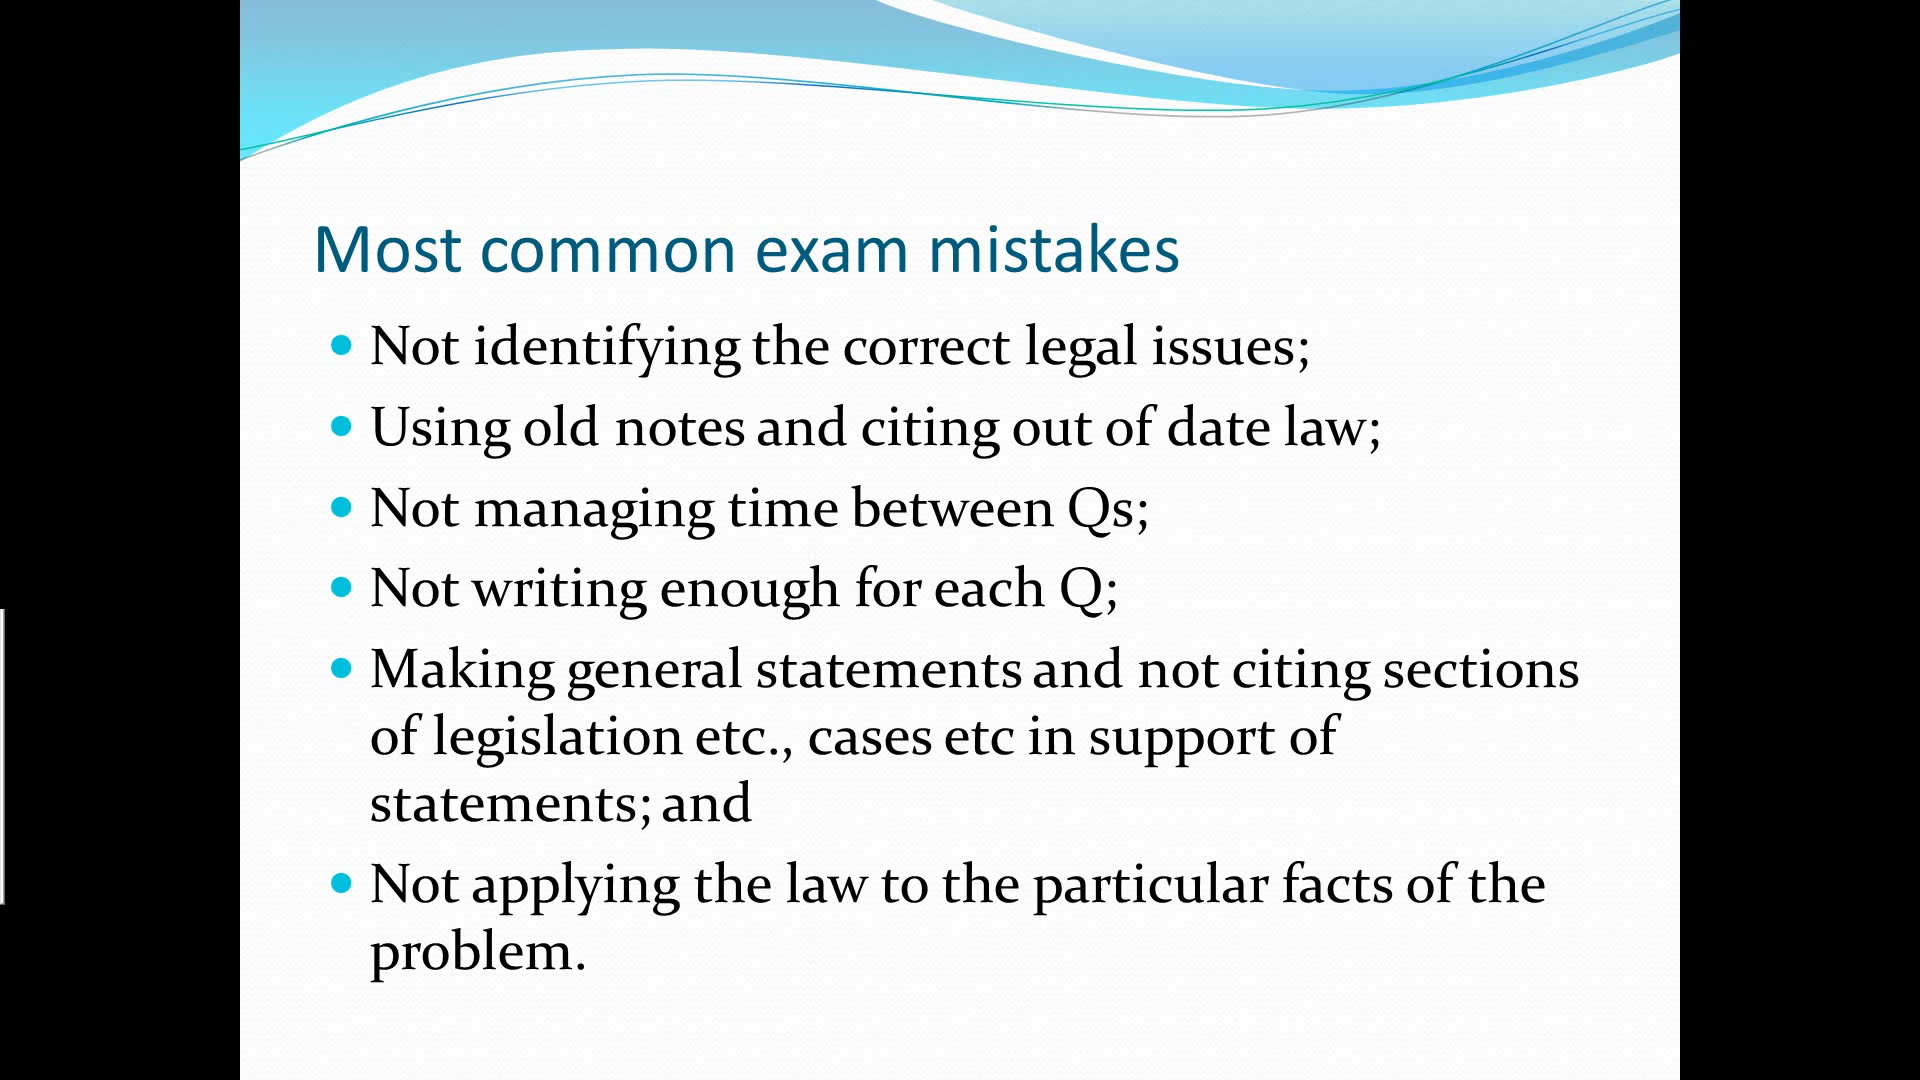 Most common exam mistakes
• Not identifying the correct legal issues;
• Using old notes and citing out of date law;
• Not managing time between Qs;
• Not writing enough for each Q;
• Making general statements and not citing sections
of legislation etc., cases etc in support of
statements; and
• Not applying the law to the particular facts of the
problem.